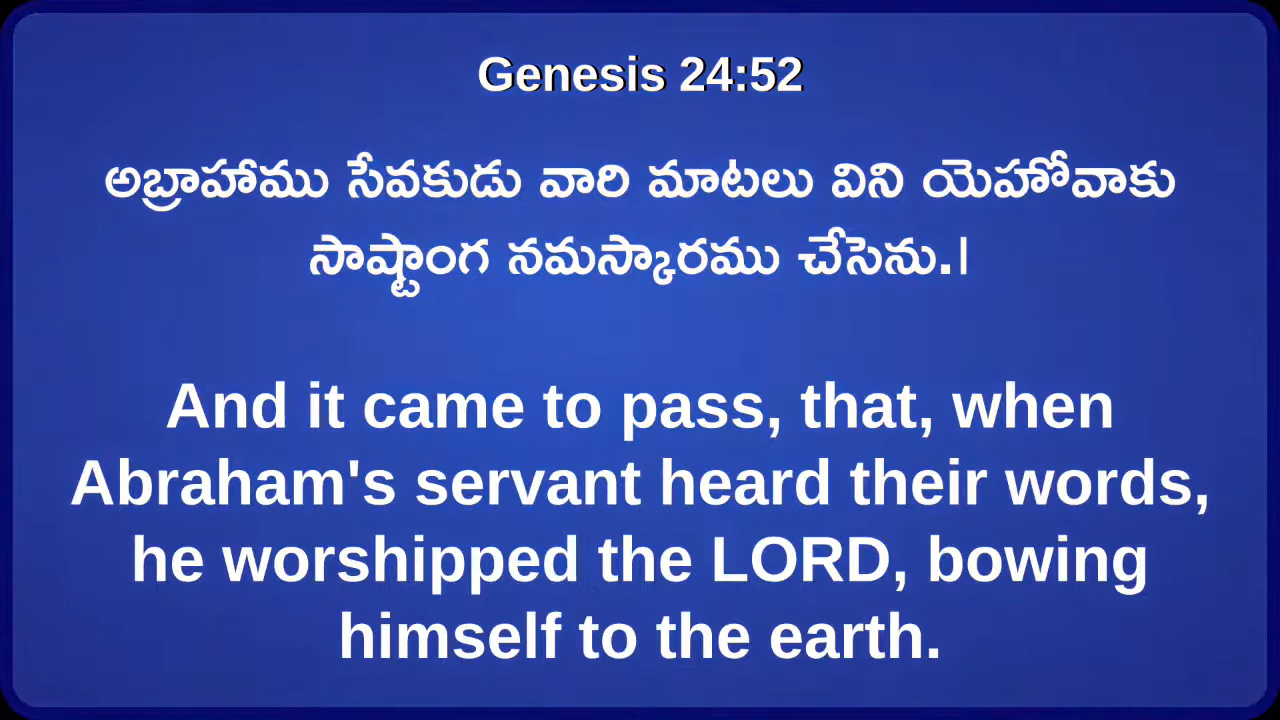 Genesis 24:52
అబ్రాహాము సేవకుడు వారి మాటలు విని యెహోవాకు
సాష్టాంగ నమస్కారము చేసెను.।
And it came to pass, that, when
Abraham's servant heard their words,
he worshipped the LORD, bowing
himself to the earth.